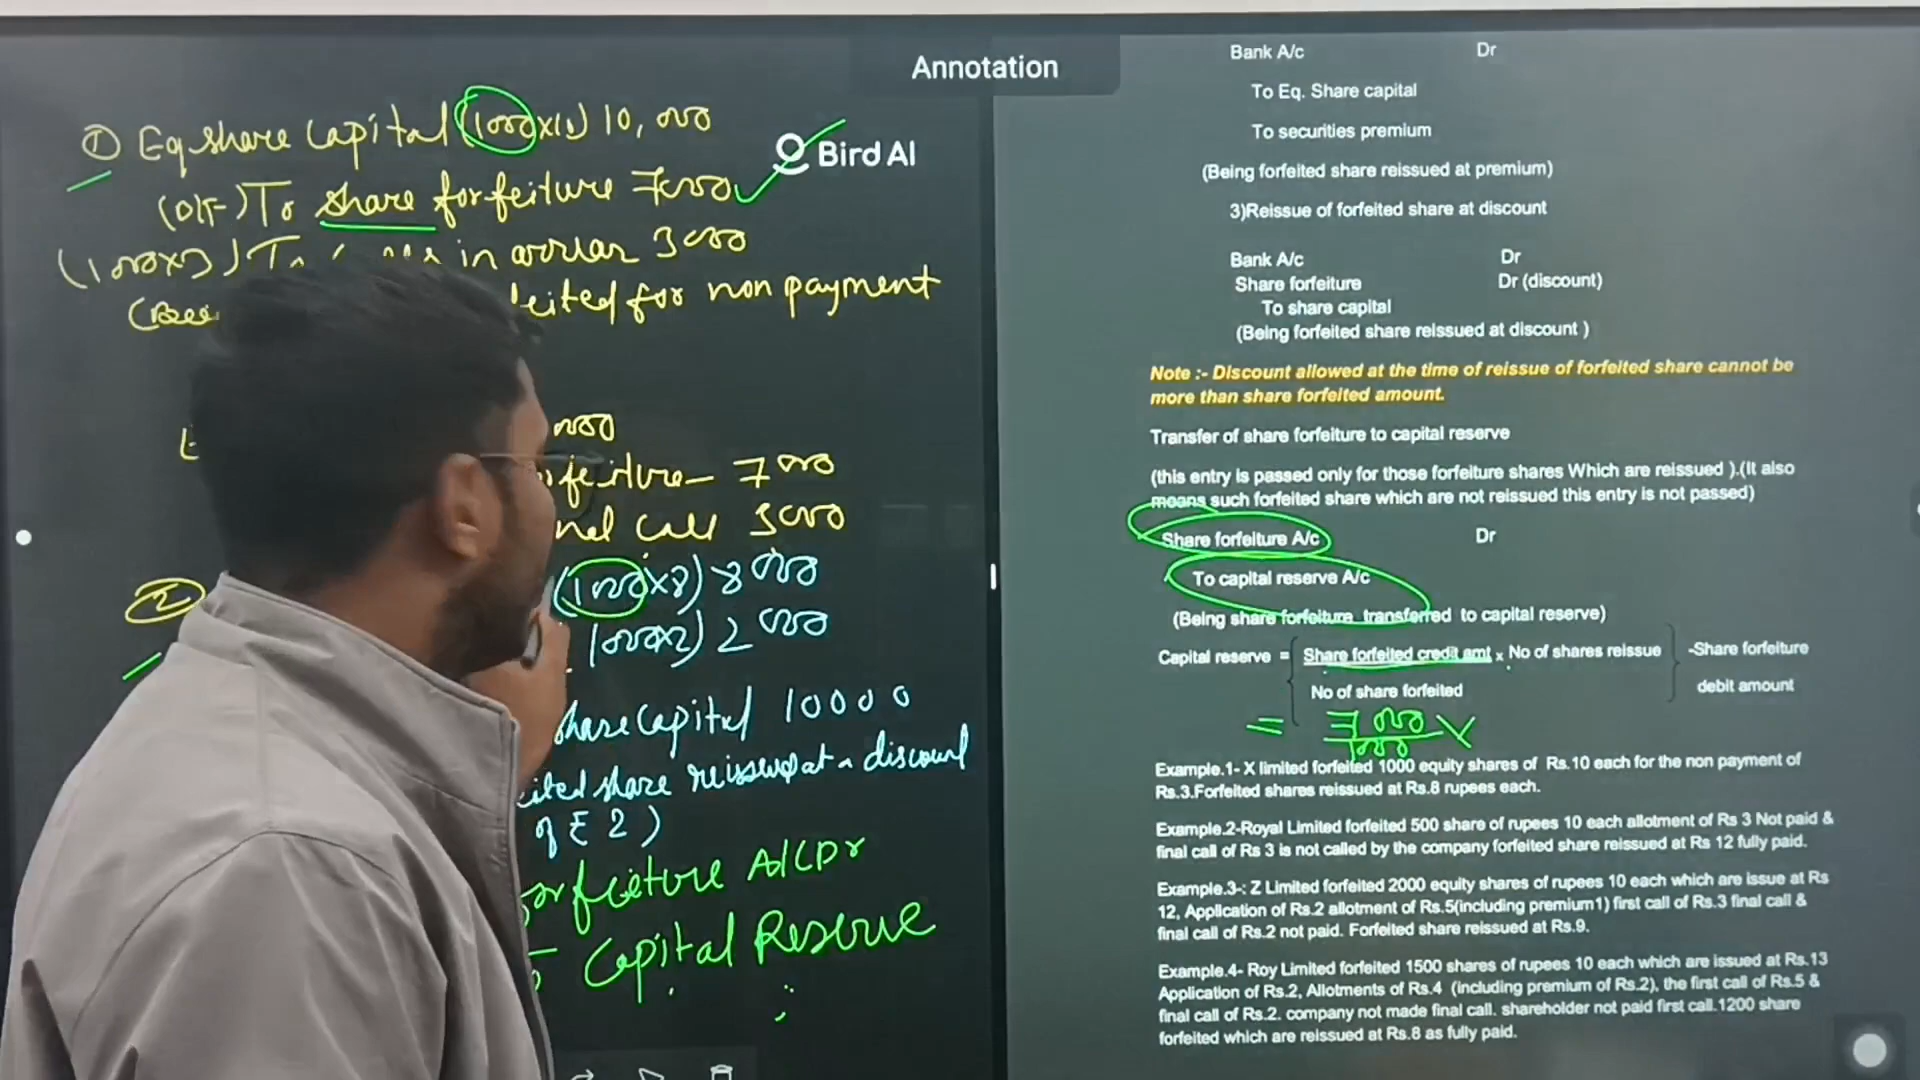 Annotation
Bird AI
① Eq share capital (1000x10) 10,000
(O/F) To share forfeiture 7000
(1000x3) To in arrear 3000
feited for non payment
000
feiture- 7000
nal call 3000
② (1000x8) 8000
1000x2) 2000
share capital 10000
eited share reissued at a discount
of ₹ 2)
forfeiture A/C Dr
To Capital Reserve
Bank A/c Dr
To Eq. Share capital
To securities premium
(Being forfeited share reissued at premium)
3)Reissue of forfeited share at discount
Bank A/c Dr
Share forfeiture Dr (discount)
To share capital
(Being forfeited share reissued at discount )
Note :- Discount allowed at the time of reissue of forfeited share cannot be
more than share forfeited amount.
Transfer of share forfeiture to capital reserve
(this entry is passed only for those forfeiture shares Which are reissued ).(It also
means such forfeited share which are not reissued this entry is not passed)
Share forfeiture A/c Dr
To capital reserve A/c
(Being share forfeiture transferred to capital reserve)
Capital reserve = Share forfeited credit amt x No of shares reissue -Share forfeiture
No of share forfeited debit amount
= 7000 x
1000
Example.1- X limited forfeited 1000 equity shares of Rs.10 each for the non payment of
Rs.3.Forfeited shares reissued at Rs.8 rupees each.
Example.2-Royal Limited forfeited 500 share of rupees 10 each allotment of Rs 3 Not paid &
final call of Rs 3 is not called by the company forfeited share reissued at Rs 12 fully paid.
Example.3-: Z Limited forfeited 2000 equity shares of rupees 10 each which are issue at Rs
12, Application of Rs.2 allotment of Rs.5(including premium1) first call of Rs.3 final call &
final call of Rs.2 not paid. Forfeited share reissued at Rs.9.
Example.4- Roy Limited forfeited 1500 shares of rupees 10 each which are issued at Rs.13
Application of Rs.2, Allotments of Rs.4 (including premium of Rs.2), the first call of Rs.5 &
final call of Rs.2. company not made final call. shareholder not paid first call.1200 share
forfeited which are reissued at Rs.8 as fully paid.